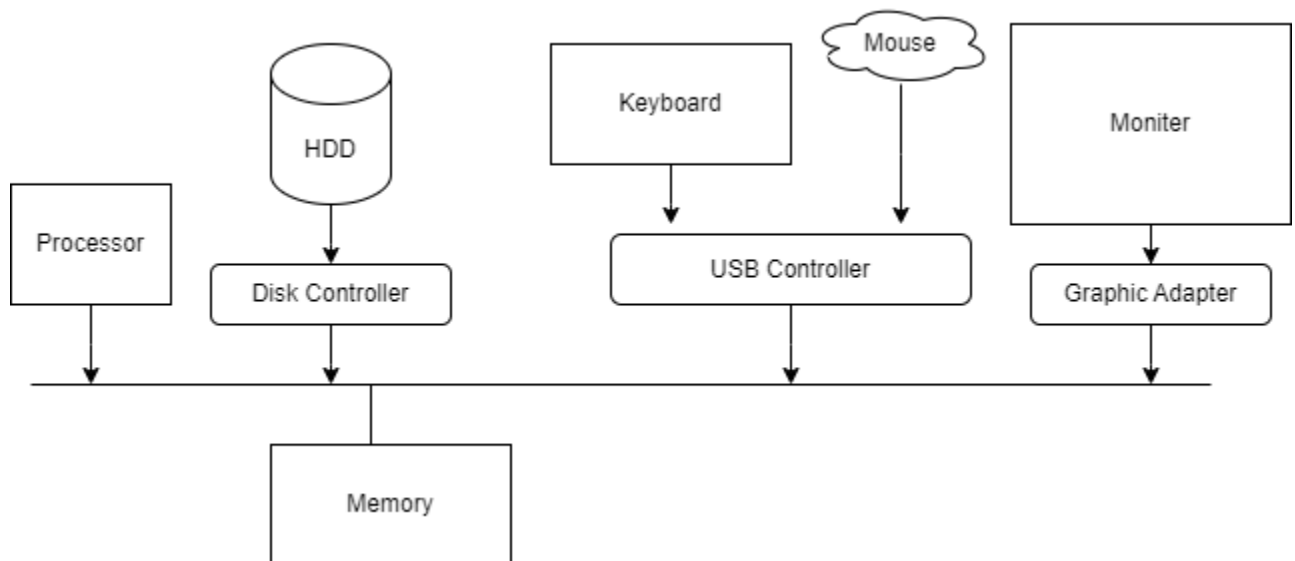 Mouse
Keyboard
Moniter
HDD
Processor
USB Controller
Disk Controller
Graphic Adapter
Memory